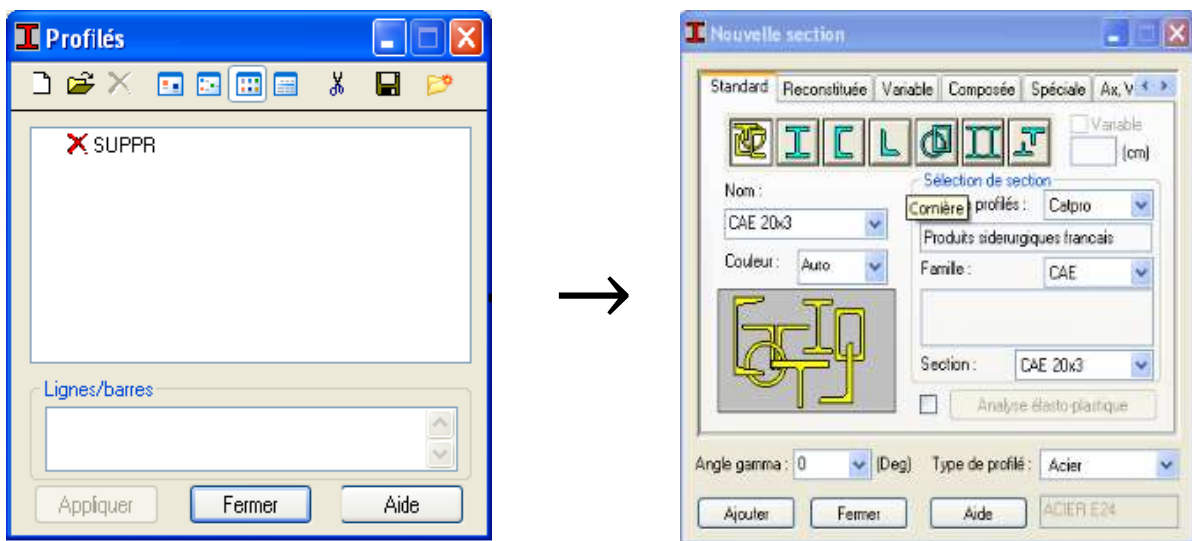 Profilés
SUPPR
Lignes/barres
Appliquer
Fermer
Aide
→
Nouvelle section
Standard
Reconstituée
Variable
Composée
Spéciale
Ax, V
Variable
(cm)
Nom :
CAE 20x3
Couleur :
Auto
Sélection de section
profilés :
Catpro
Cornière
Produits siderurgiques francais
Famille :
CAE
Section :
CAE 20x3
Analyse élasto-plastique
Angle gamma :
0
(Deg)
Type de profilé :
Acier
Ajouter
Fermer
Aide
ACIER E24